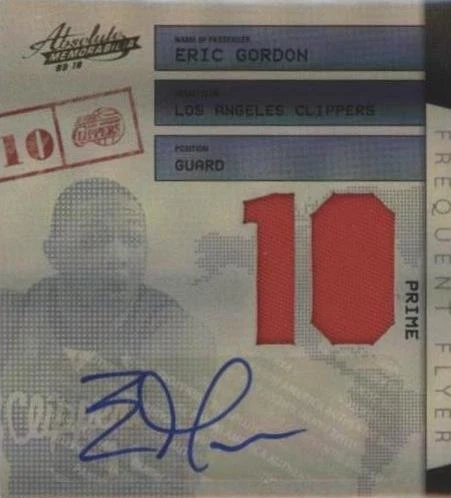 Absolute
MEMORABILIA
09 10
NAME OF PASSENGER
ERIC GORDON
LOS ANGELES CLIPPERS
POSITION
GUARD
10
CLIPPERS
10
PRIME
FREQUENT FLYER